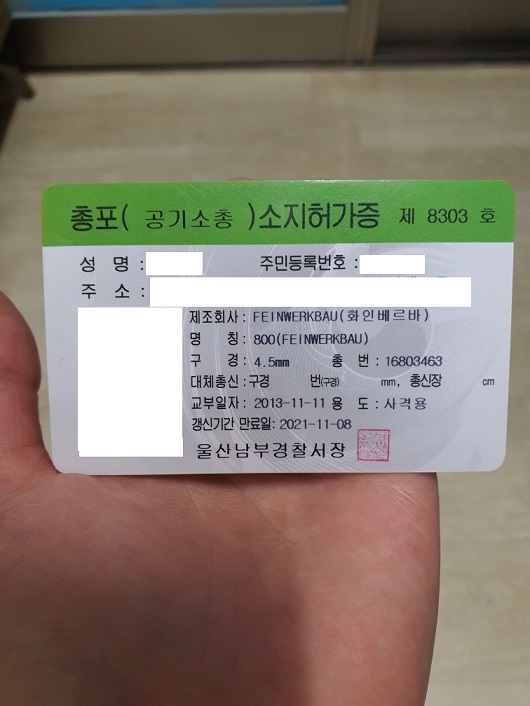 총포( 공기소총 )소지허가증 제 8303 호
성 명 :
주민등록번호 :
주 소 :
제조회사 : FEINWERKBAU(화인베르바)
명 칭 : 800(FEINWERKBAU)
구 경 : 4.5mm 총 번 : 16803463
대체총신 : 구경 번(구경) mm, 총신장 cm
교부일자 : 2013-11-11 용 도 : 사격용
갱신기간 만료일: 2021-11-08
울산남부경찰서장